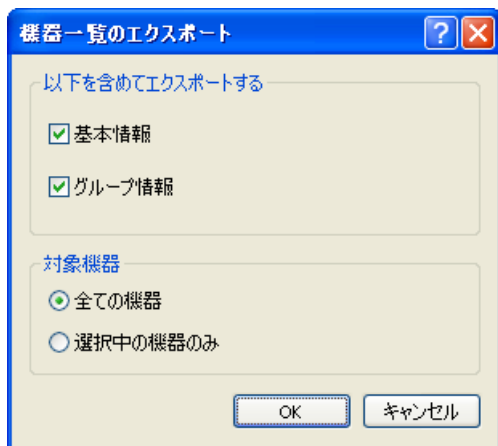 機器一覧のエクスポート
以下を含めてエクスポートする
基本情報
グループ情報
対象機器
全ての機器
選択中の機器のみ
OK キャンセル